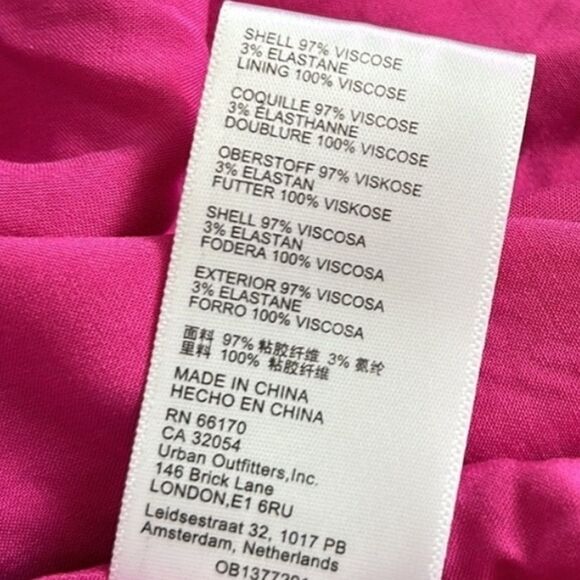 SHELL 97% VISCOSE
3% ELASTANE
LINING 100% VISCOSE
COQUILLE 97% VISCOSE
3% ÉLASTHANNE
DOUBLURE 100% VISCOSE
OBERSTOFF 97% VISKOSE
3% ELASTAN
FUTTER 100% VISKOSE
SHELL 97% VISCOSA
3% ELASTAN
FODERA 100% VISCOSA
EXTERIOR 97% VISCOSA
3% ELASTANE
FORRO 100% VISCOSA
面料 97% 粘胶纤维 3% 氨纶
里料 100% 粘胶纤维
MADE IN CHINA
HECHO EN CHINA
RN 66170
CA 32054
Urban Outfitters,Inc.
146 Brick Lane
LONDON,E1 6RU
Leidsestraat 32, 1017 PB
Amsterdam, Netherlands